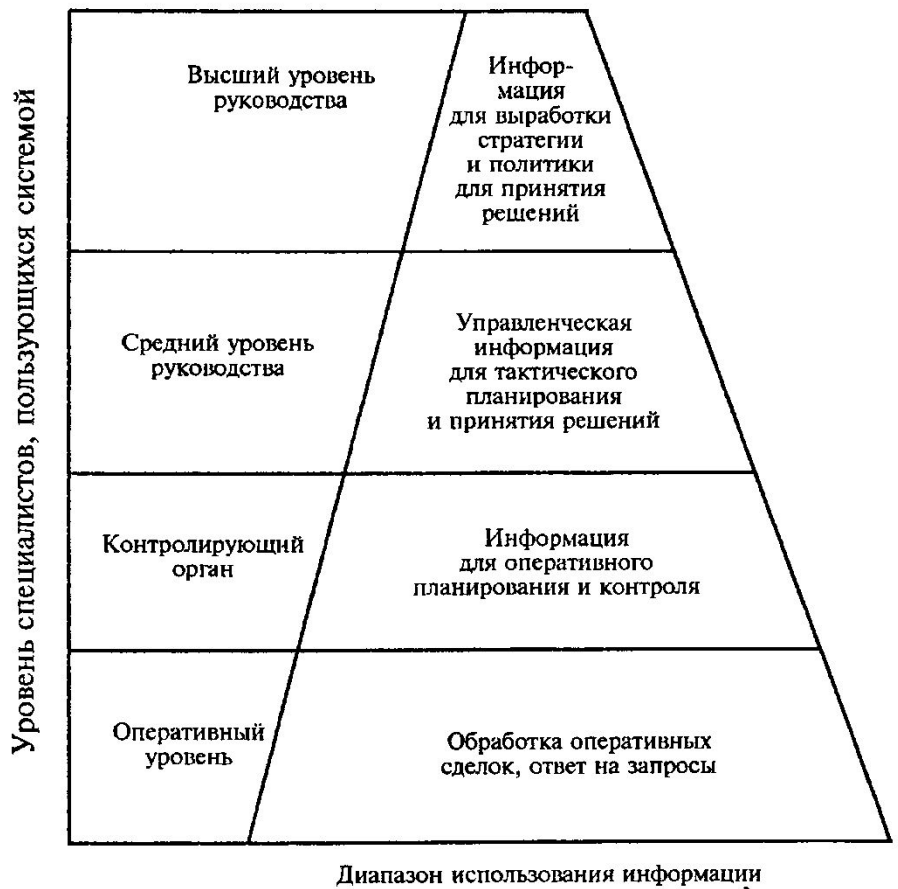 Уровень специалистов, пользующихся системой
Высший уровень
руководства
Инфор-
мация
для выработки
стратегии
и политики
для принятия
решений
Средний уровень
руководства
Управленческая
информация
для тактического
планирования
и принятия решений
Контролирующий
орган
Информация
для оперативного
планирования и контроля
Оперативный
уровень
Обработка оперативных
сделок, ответ на запросы
Диапазон использования информации